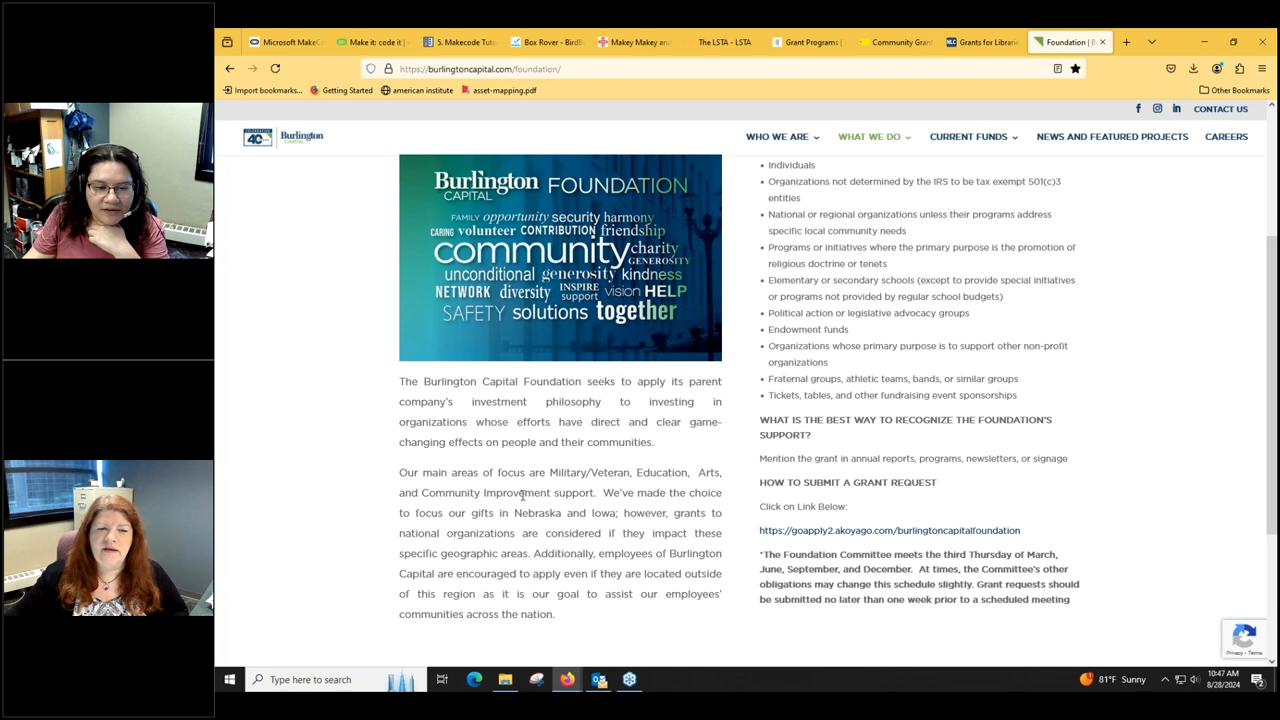 Microsoft MakeC
Make it: code it |
5. Makecode Tuto
Box Rover - BirdB
Makey Makey and
The LSTA - LSTA
Grant Programs |
Community Grant
Grants for Librarie
Foundation | B
https://burlingtoncapital.com/foundation/
Import bookmarks...
Getting Started
american institute
asset-mapping.pdf
Other Bookmarks
CONTACT US
40
Burlington
CAPITAL
WHO WE ARE
WHAT WE DO
CURRENT FUNDS
NEWS AND FEATURED PROJECTS
CAREERS
Burlington
CAPITAL
FOUNDATION
FAMILY opportunity security harmony
CARING volunteer CONTRIBUTION friendship
community charity
GENEROSITY
unconditional generosity kindness
NETWORK diversity INSPIRE support vision HELP
SAFETY solutions together
The Burlington Capital Foundation seeks to apply its parent
company's investment philosophy to investing in
organizations whose efforts have direct and clear game-
changing effects on people and their communities.
Our main areas of focus are Military/Veteran, Education, Arts,
and Community Improvement support. We've made the choice
to focus our gifts in Nebraska and Iowa; however, grants to
national organizations are considered if they impact these
specific geographic areas. Additionally, employees of Burlington
Capital are encouraged to apply even if they are located outside
of this region as it is our goal to assist our employees'
communities across the nation.
• Individuals
• Organizations not determined by the IRS to be tax exempt 501(c)3
entities
• National or regional organizations unless their programs address
specific local community needs
• Programs or initiatives where the primary purpose is the promotion of
religious doctrine or tenets
• Elementary or secondary schools (except to provide special initiatives
or programs not provided by regular school budgets)
• Political action or legislative advocacy groups
• Endowment funds
• Organizations whose primary purpose is to support other non-profit
organizations
• Fraternal groups, athletic teams, bands, or similar groups
• Tickets, tables, and other fundraising event sponsorships
WHAT IS THE BEST WAY TO RECOGNIZE THE FOUNDATION'S
SUPPORT?
Mention the grant in annual reports, programs, newsletters, or signage
HOW TO SUBMIT A GRANT REQUEST
Click on Link Below:
https://goapply2.akoyago.com/burlingtoncapitalfoundation
*The Foundation Committee meets the third Thursday of March,
June, September, and December. At times, the Committee's other
obligations may change this schedule slightly. Grant requests should
be submitted no later than one week prior to a scheduled meeting
Privacy - Terms
Type here to search
81°F Sunny
10:47 AM
8/28/2024
2